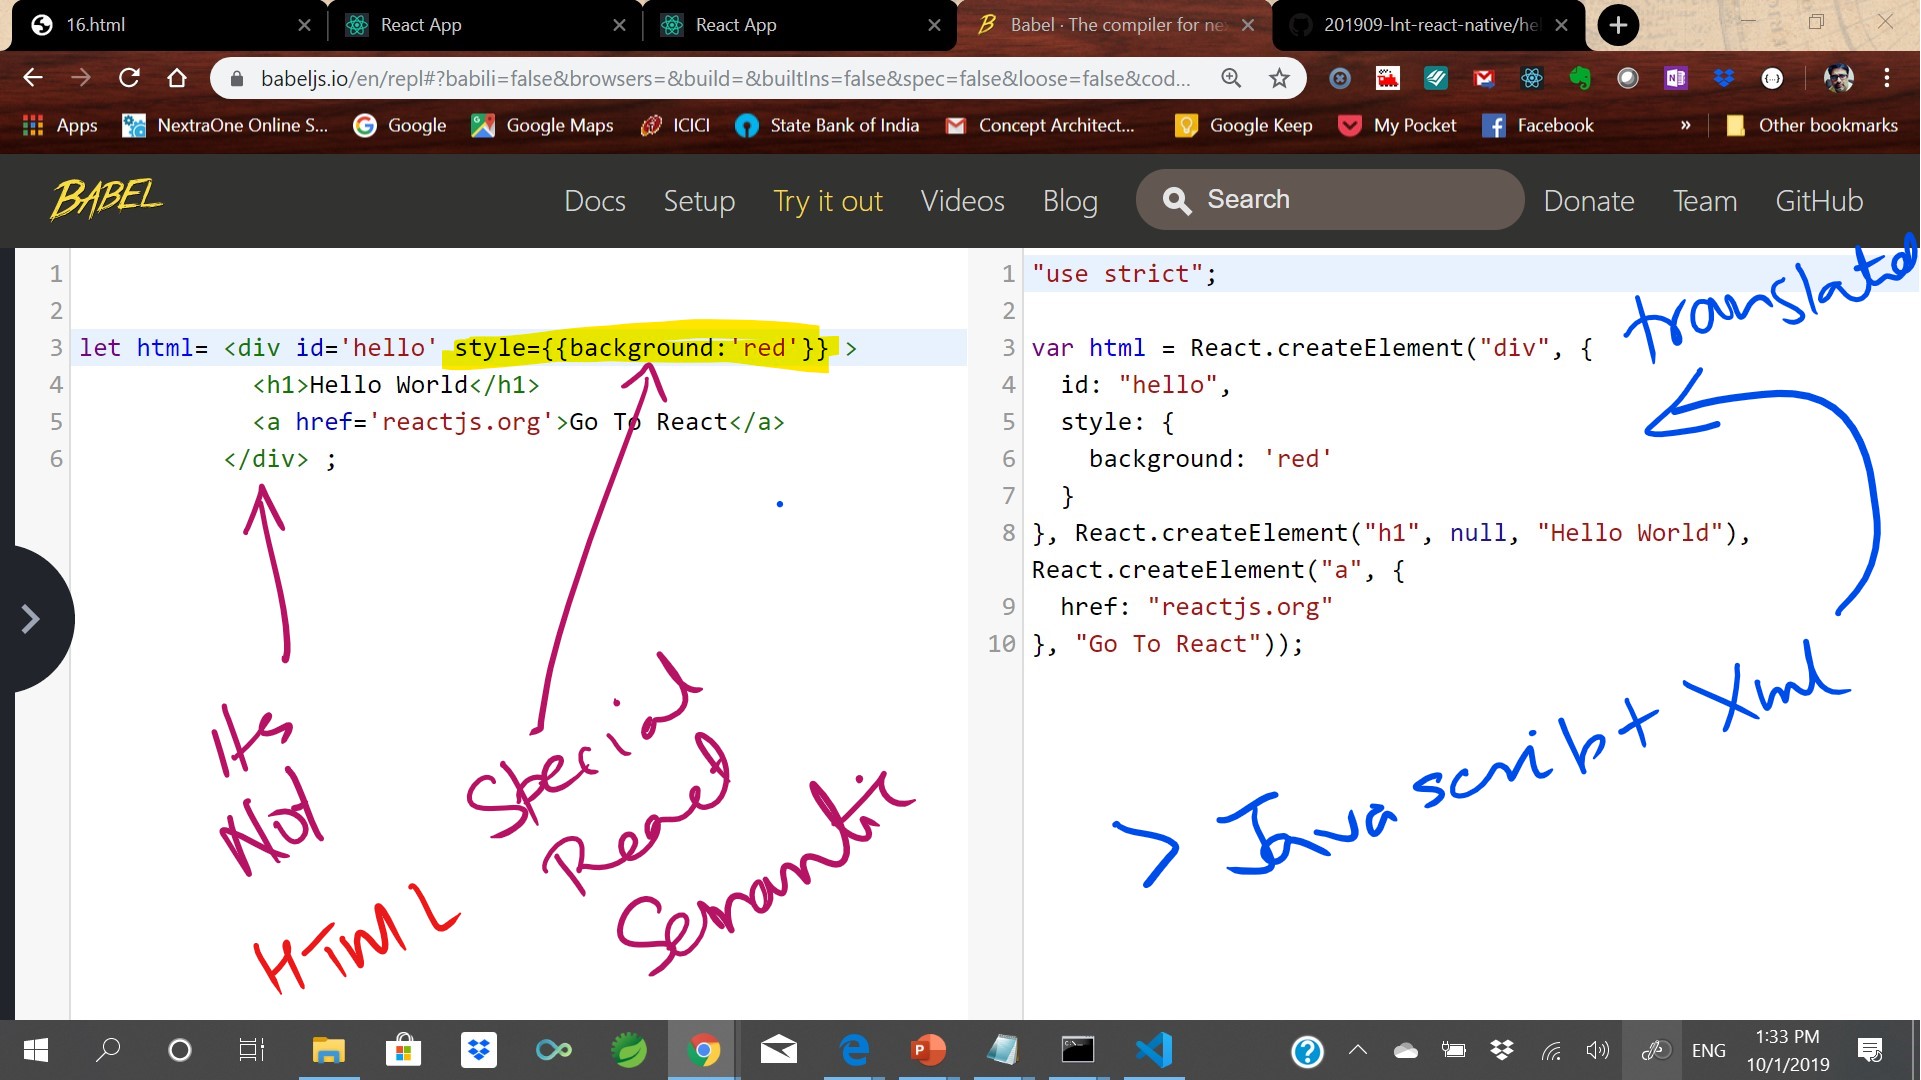 16.html
React App
React App
Babel · The compiler for ne
201909-lnt-react-native/hel
babeljs.io/en/repl#?babili=false&browsers=&build=&builtIns=false&spec=false&loose=false&cod...
Apps NextraOne Online S... Google Google Maps ICICI State Bank of India Concept Architect... Google Keep My Pocket Facebook » Other bookmarks
BABEL Docs Setup Try it out Videos Blog Search Donate Team GitHub
1
2
3 let html= <div id='hello' style={{background:'red'}} >
4 <h1>Hello World</h1>
5 <a href='reactjs.org'>Go To React</a>
6 </div> ;
Its
Not
HTML
Special
React
Semantic
1 "use strict";
2
3 var html = React.createElement("div", {
4 id: "hello",
5 style: {
6 background: 'red'
7 }
8 }, React.createElement("h1", null, "Hello World"),
React.createElement("a", {
9 href: "reactjs.org"
10 }, "Go To React"));
translated
> Javascript Xml
ENG
1:33 PM
10/1/2019